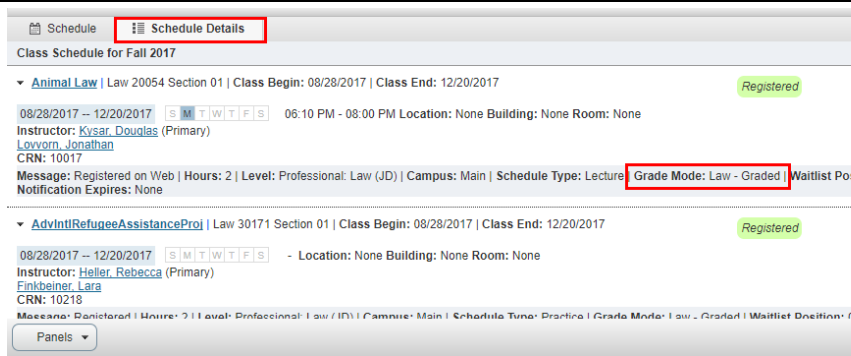 Schedule Schedule Details
Class Schedule for Fall 2017
Animal Law | Law 20054 Section 01 | Class Begin: 08/28/2017 | Class End: 12/20/2017 Registered
08/28/2017 -- 12/20/2017 S M T W T F S 06:10 PM - 08:00 PM Location: None Building: None Room: None
Instructor: Kysar, Douglas (Primary)
Lovvorn, Jonathan
CRN: 10017
Message: Registered on Web | Hours: 2 | Level: Professional: Law (JD) | Campus: Main | Schedule Type: Lecture | Grade Mode: Law - Graded | Waitlist Po
Notification Expires: None
AdvIntlRefugeeAssistanceProj | Law 30171 Section 01 | Class Begin: 08/28/2017 | Class End: 12/20/2017 Registered
08/28/2017 -- 12/20/2017 S M T W T F S - Location: None Building: None Room: None
Instructor: Heller, Rebecca (Primary)
Finkbeiner, Lara
CRN: 10218
Message: Registered | Hours: 2 | Level: Professional: Law (JD) | Campus: Main | Schedule Type: Practice | Grade Mode: Law - Graded | Waitlist Position:
Panels